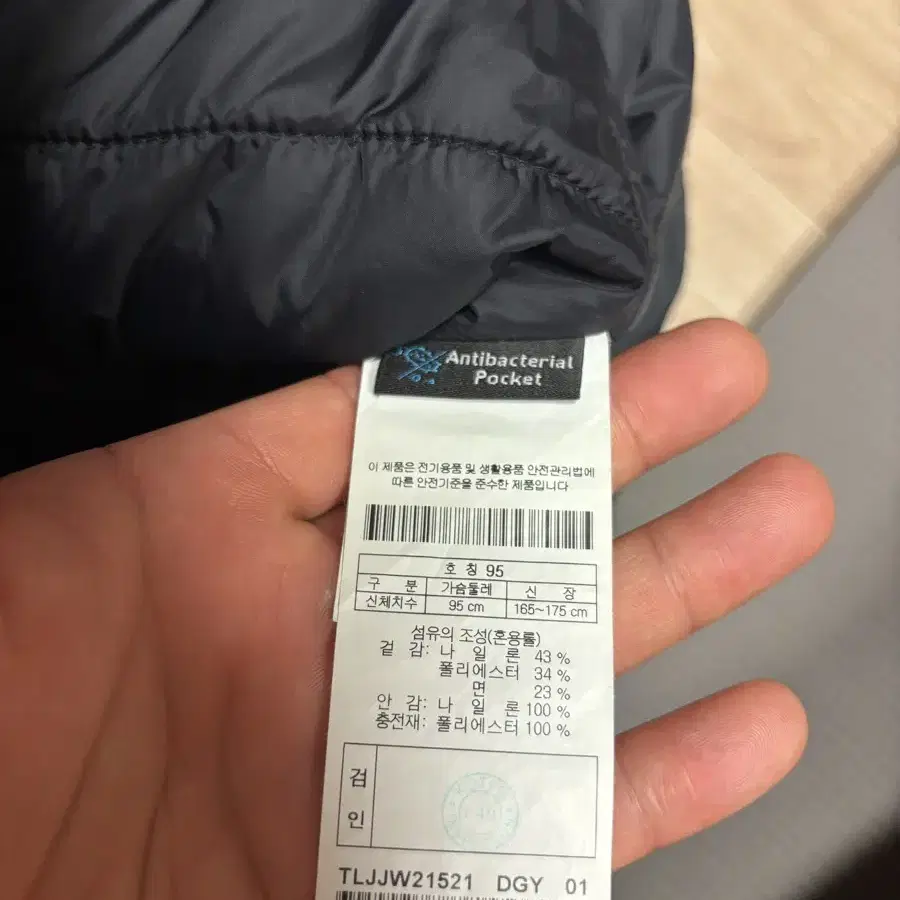 Antibacterial
Pocket
이 제품은 전기용품 및 생활용품 안전관리법에
따른 안전기준을 준수한 제품입니다
호 칭 95
구 분 가슴둘레 신 장
신체치수 95 cm 165~175 cm
섬유의 조성(혼용률)
겉 감: 나 일 론 43 %
폴리에스터 34 %
면 23 %
안 감: 나 일 론 100 %
충전재: 폴리에스터 100 %
검
인
TLJJW21521 DGY 01